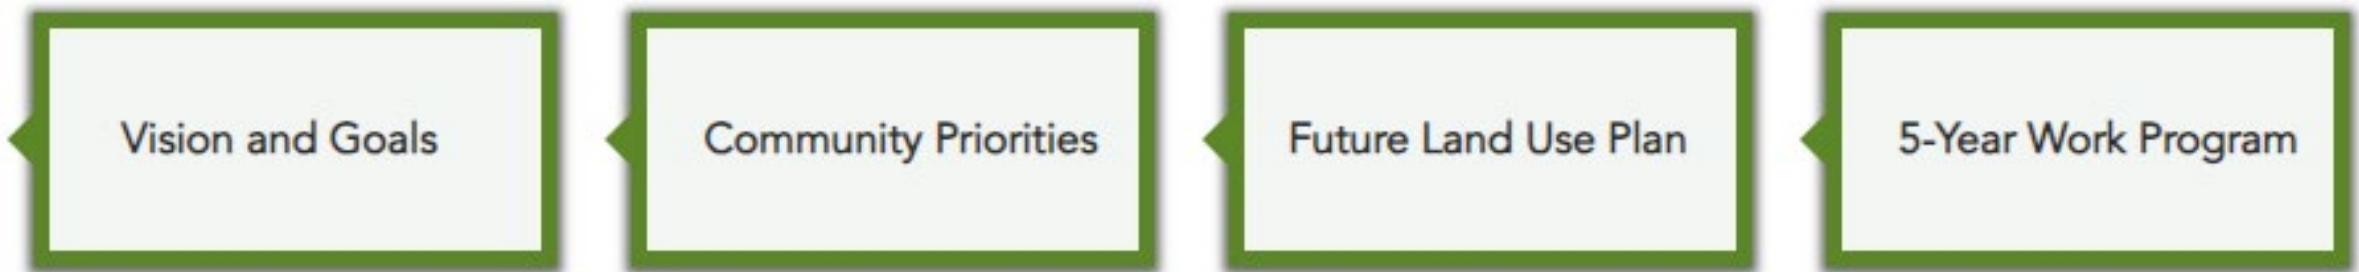 Vision and Goals
Community Priorities
Future Land Use Plan
5-Year Work Program